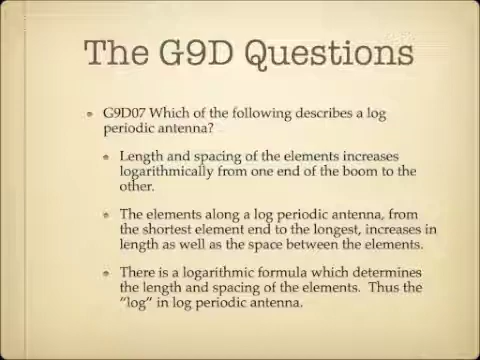 The G9D Questions
G9D07 Which of the following describes a log
periodic antenna?
Length and spacing of the elements increases
logarithmically from one end of the boom to the
other.
The elements along a log periodic antenna, from
the shortest element end to the longest, increases in
length as well as the space between the elements.
There is a logarithmic formula which determines
the length and spacing of the elements.  Thus the
“log” in log periodic antenna.